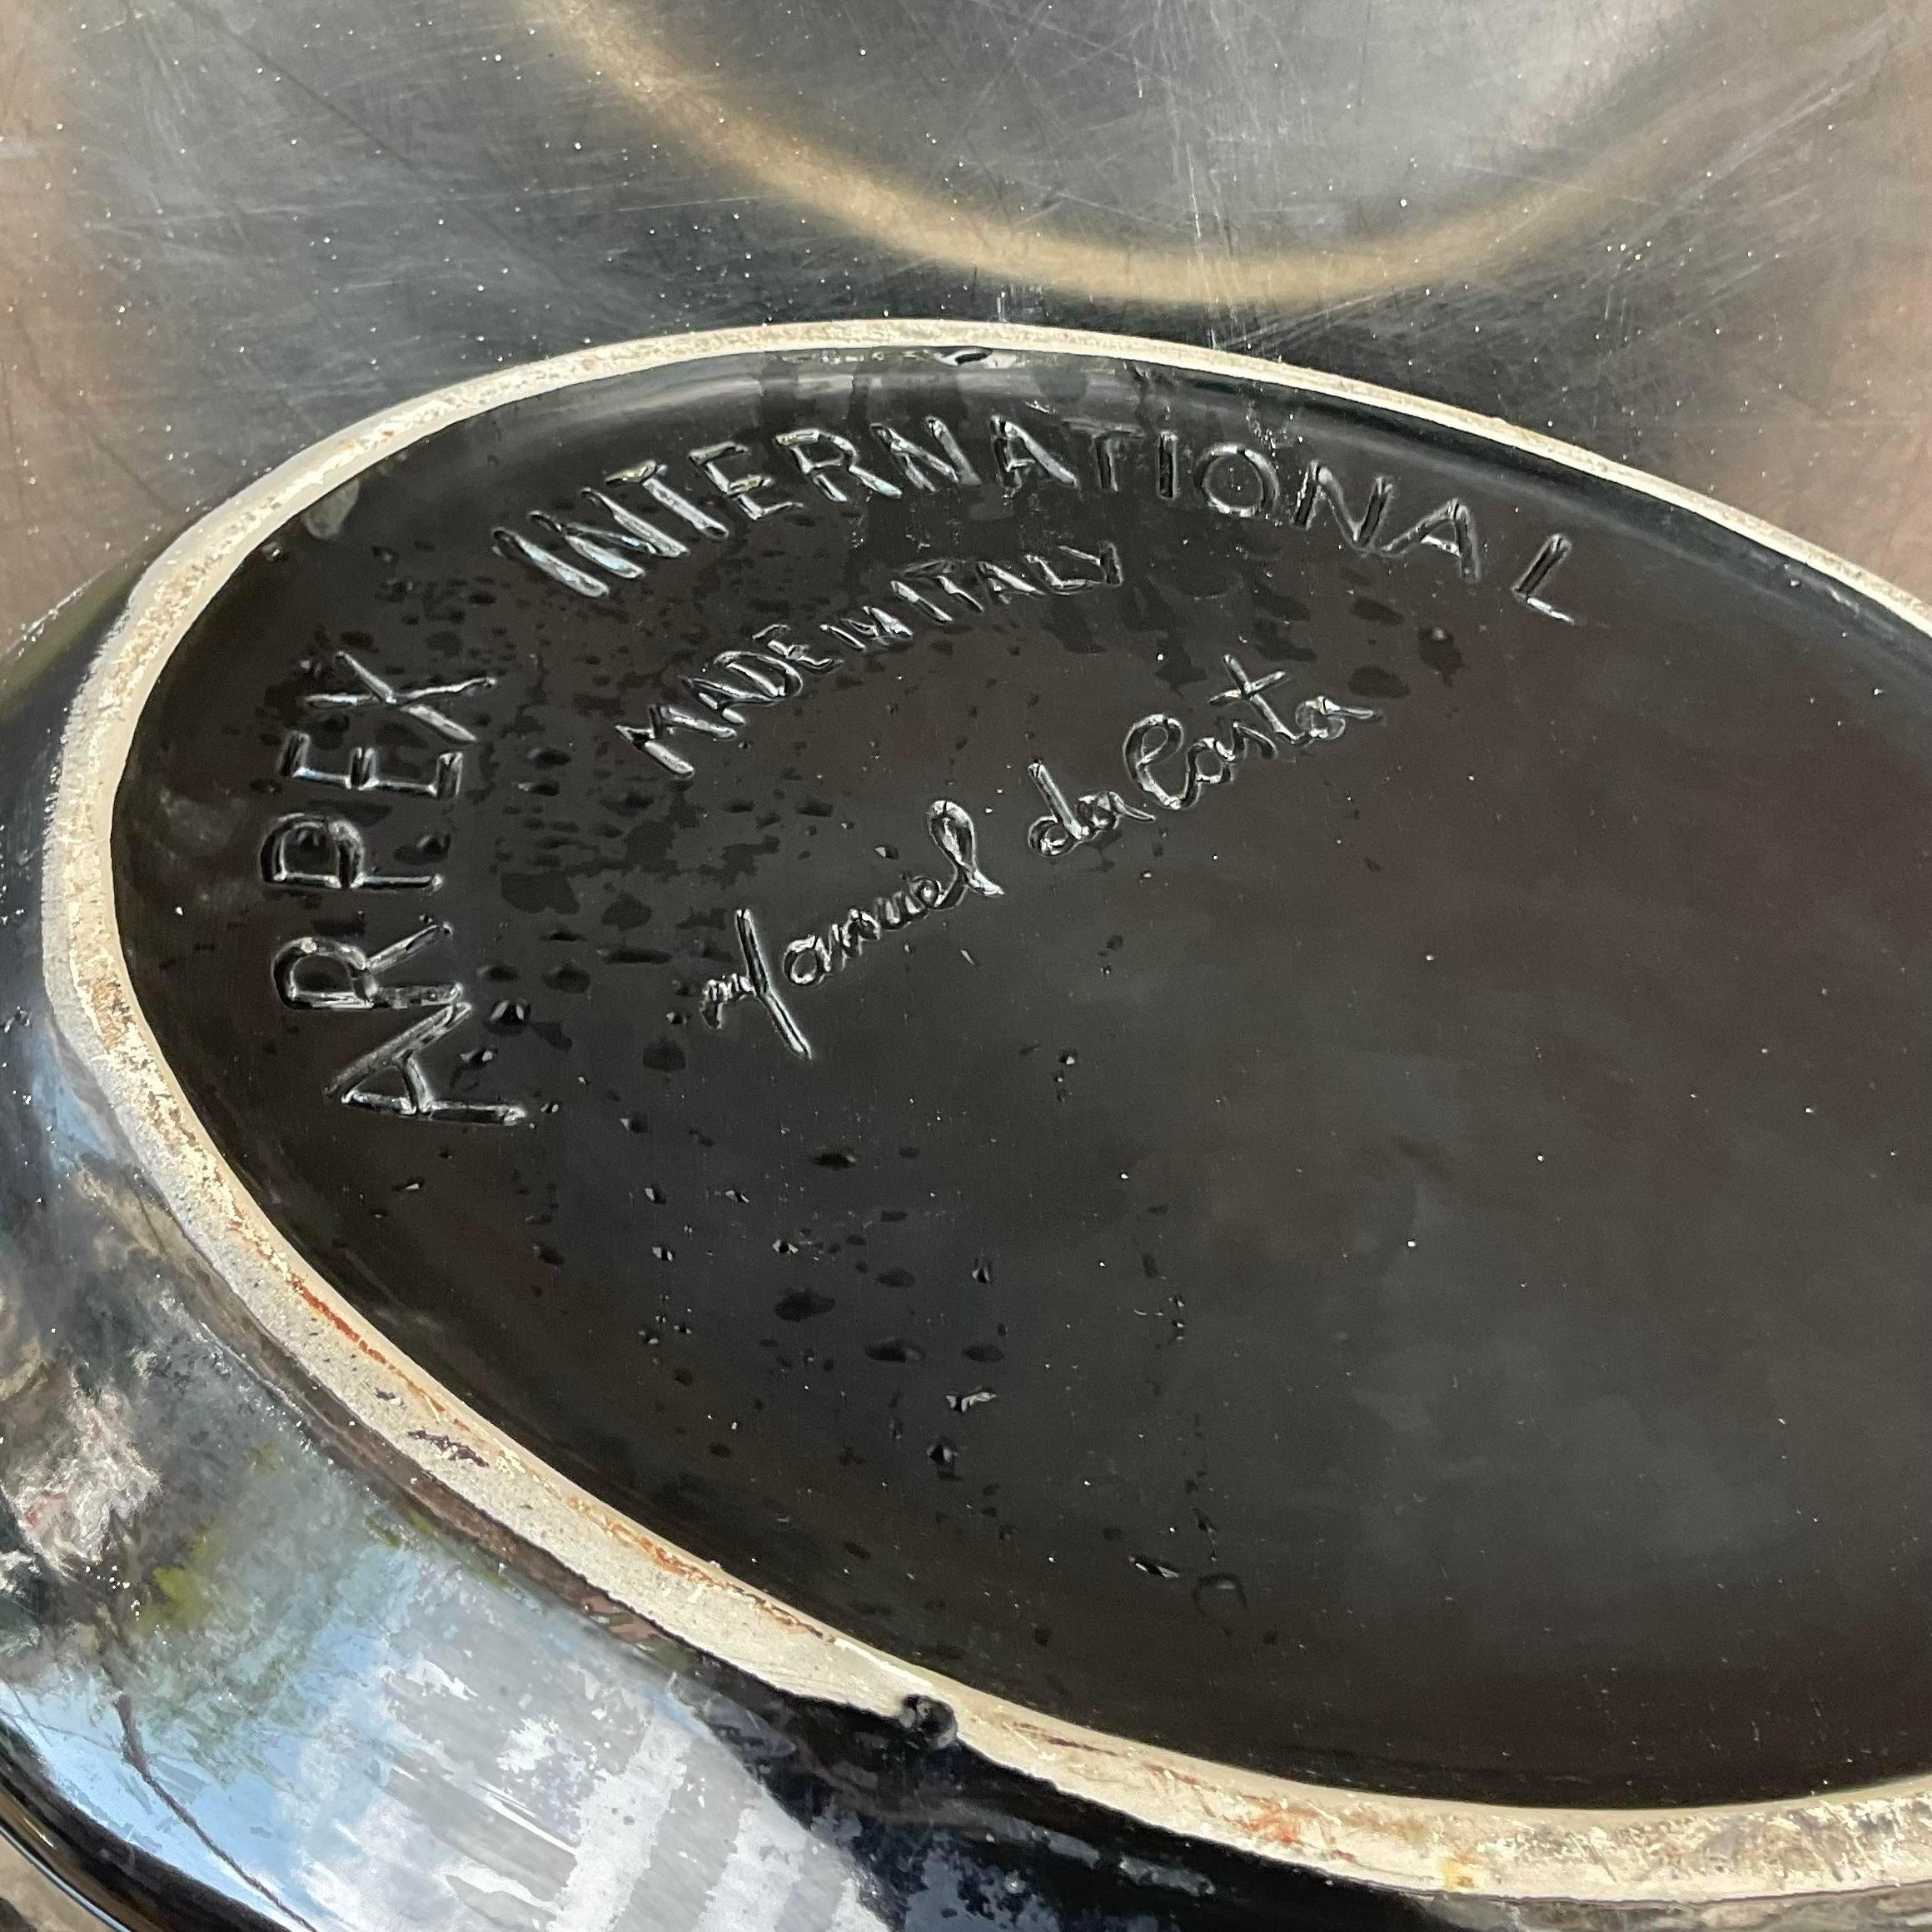 ARPEX INTERNATIONAL
MADE IN ITALY
Manuel da Costa